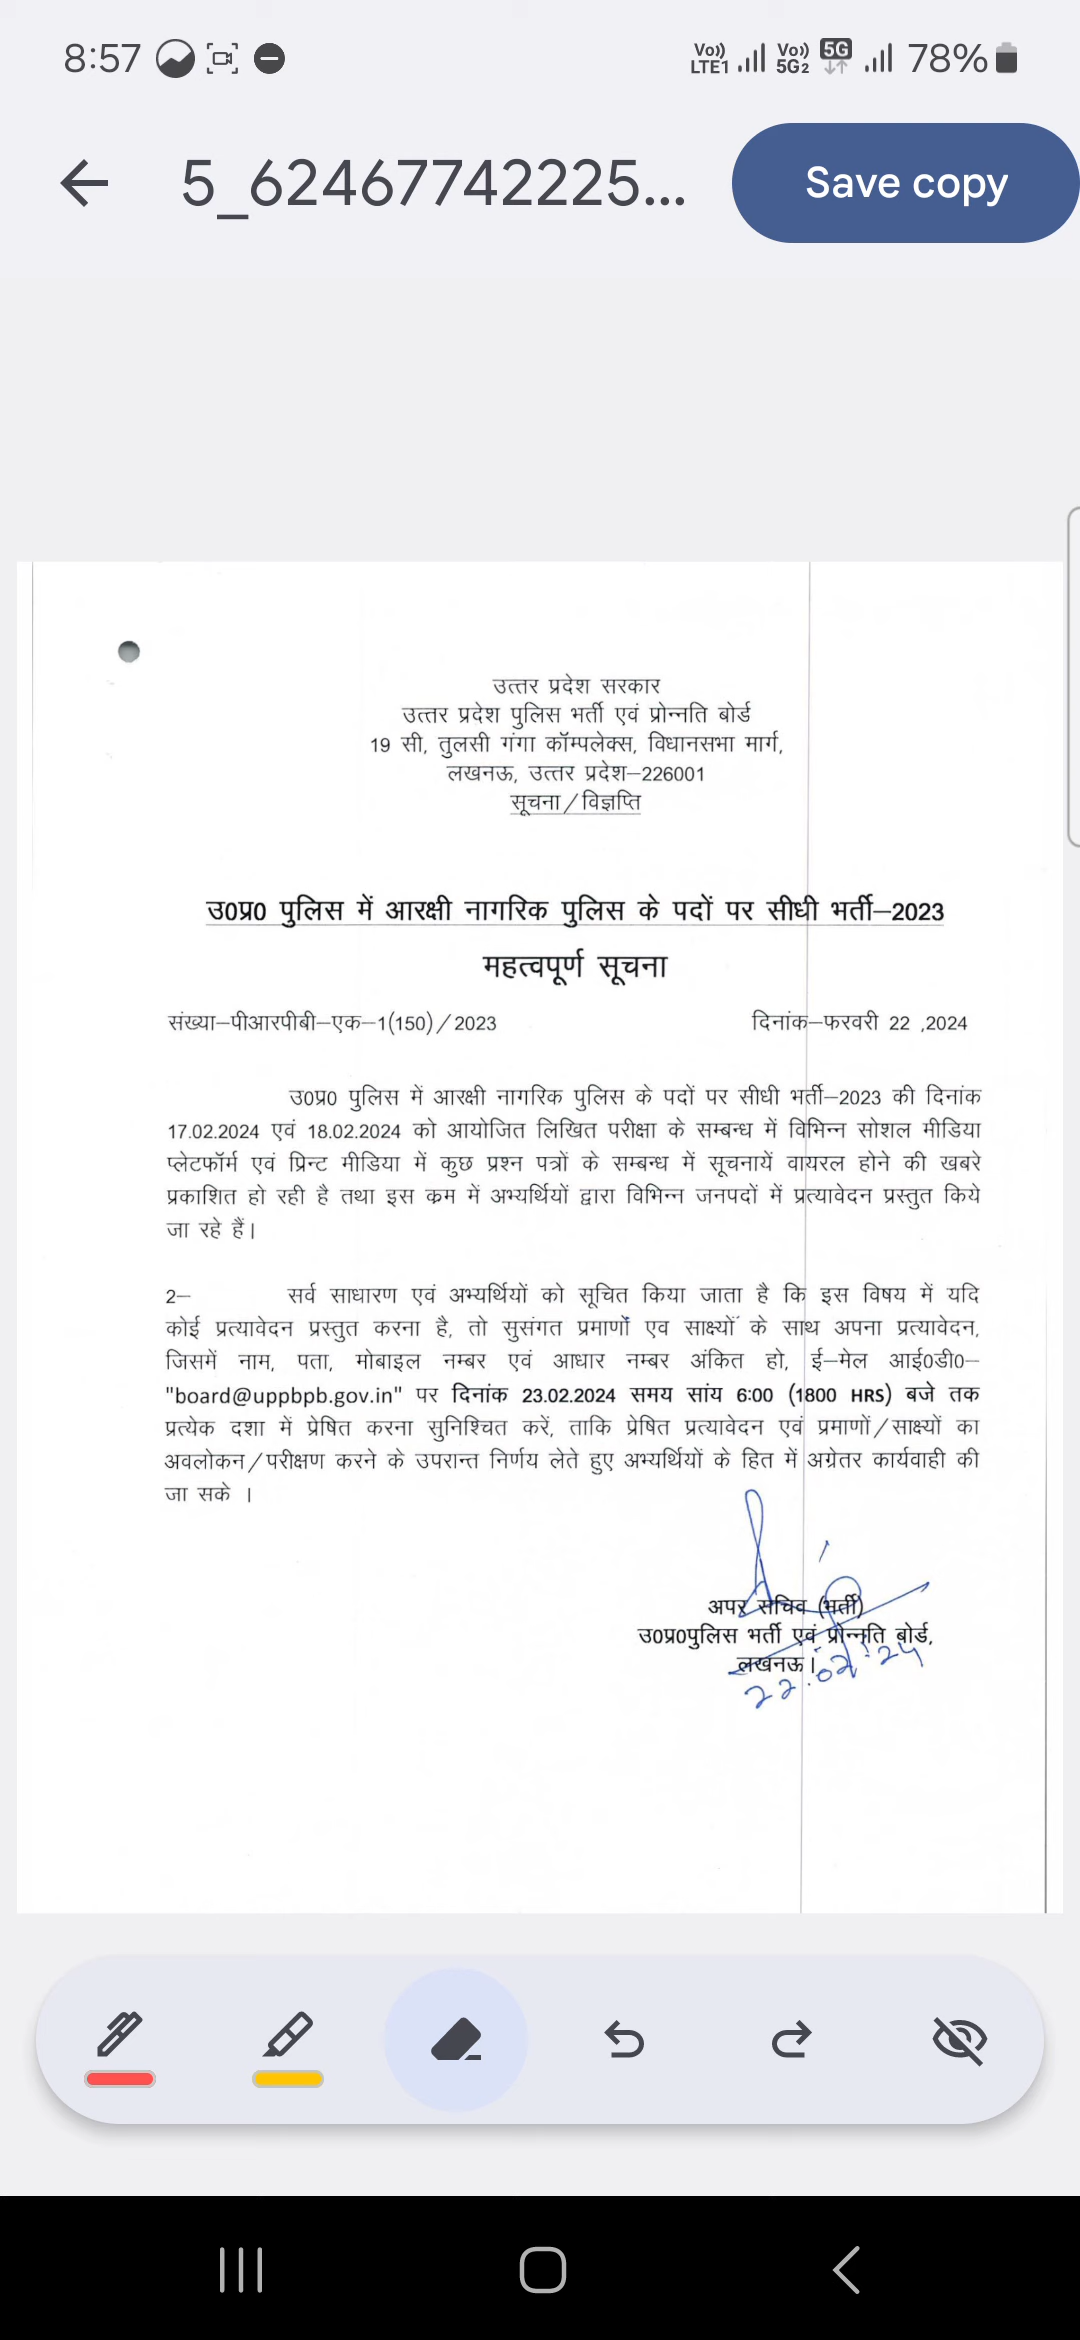 8:57
Vo)) LTE1 Vo)) 5G2 5G 78%
5_62467742225... Save copy
उत्तर प्रदेश सरकार
उत्तर प्रदेश पुलिस भर्ती एवं प्रोन्नति बोर्ड
19 सी, तुलसी गंगा कॉम्पलेक्स, विधानसभा मार्ग,
लखनऊ, उत्तर प्रदेश–226001
सूचना/विज्ञप्ति
उ0प्र0 पुलिस में आरक्षी नागरिक पुलिस के पदों पर सीधी भर्ती–2023
महत्वपूर्ण सूचना
संख्या–पीआरपीबी–एक–1(150)/2023 दिनांक–फरवरी 22 ,2024
उ0प्र0 पुलिस में आरक्षी नागरिक पुलिस के पदों पर सीधी भर्ती–2023 की दिनांक
17.02.2024 एवं 18.02.2024 को आयोजित लिखित परीक्षा के सम्बन्ध में विभिन्न सोशल मीडिया
प्लेटफॉर्म एवं प्रिन्ट मीडिया में कुछ प्रश्न पत्रों के सम्बन्ध में सूचनायें वायरल होने की खबरे
प्रकाशित हो रही है तथा इस क्रम में अभ्यर्थियों द्वारा विभिन्न जनपदों में प्रत्यावेदन प्रस्तुत किये
जा रहे हैं।
2– सर्व साधारण एवं अभ्यर्थियों को सूचित किया जाता है कि इस विषय में यदि
कोई प्रत्यावेदन प्रस्तुत करना है, तो सुसंगत प्रमाणों एव साक्ष्यों के साथ अपना प्रत्यावेदन,
जिसमें नाम, पता, मोबाइल नम्बर एवं आधार नम्बर अंकित हो, ई–मेल आई0डी0–
"board@uppbpb.gov.in" पर दिनांक 23.02.2024 समय सांय 6:00 (1800 HRS) बजे तक
प्रत्येक दशा में प्रेषित करना सुनिश्चित करें, ताकि प्रेषित प्रत्यावेदन एवं प्रमाणों/साक्ष्यों का
अवलोकन/परीक्षण करने के उपरान्त निर्णय लेते हुए अभ्यर्थियों के हित में अग्रेतर कार्यवाही की
जा सके ।
अपर सचिव (भर्ती)
उ0प्र0पुलिस भर्ती एवं प्रोन्नति बोर्ड,
लखनऊ।
22.02.24